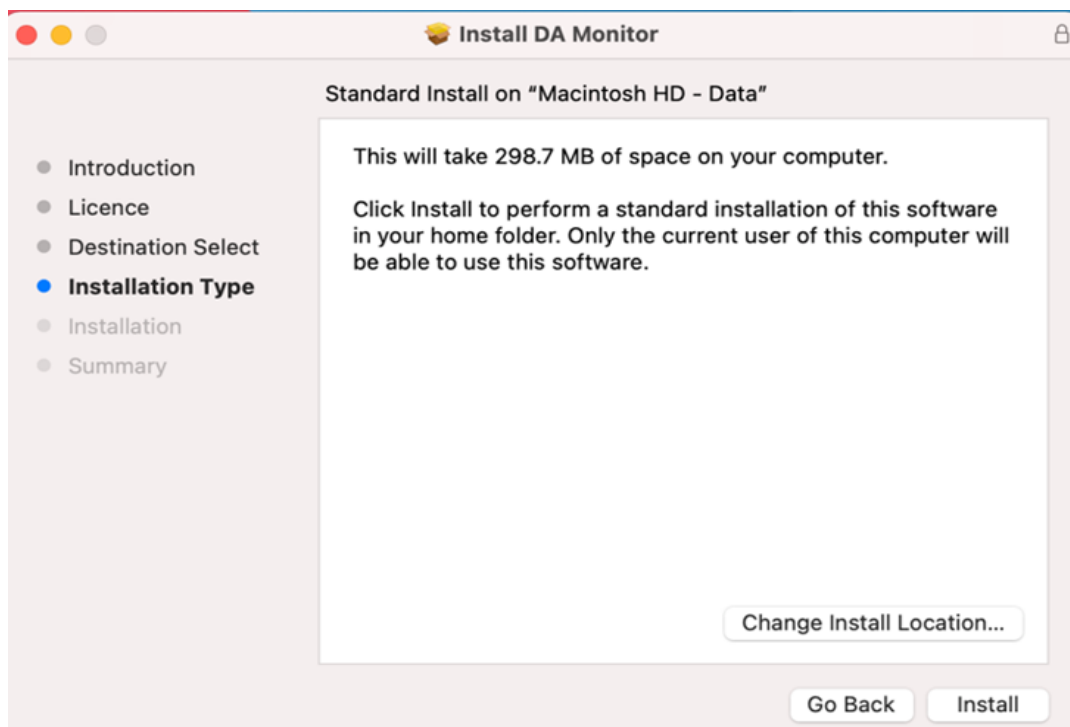 Install DA Monitor
Standard Install on “Macintosh HD - Data”
Introduction
Licence
Destination Select
Installation Type
Installation
Summary
This will take 298.7 MB of space on your computer.
Click Install to perform a standard installation of this software
in your home folder. Only the current user of this computer will
be able to use this software.
Change Install Location...
Go Back
Install